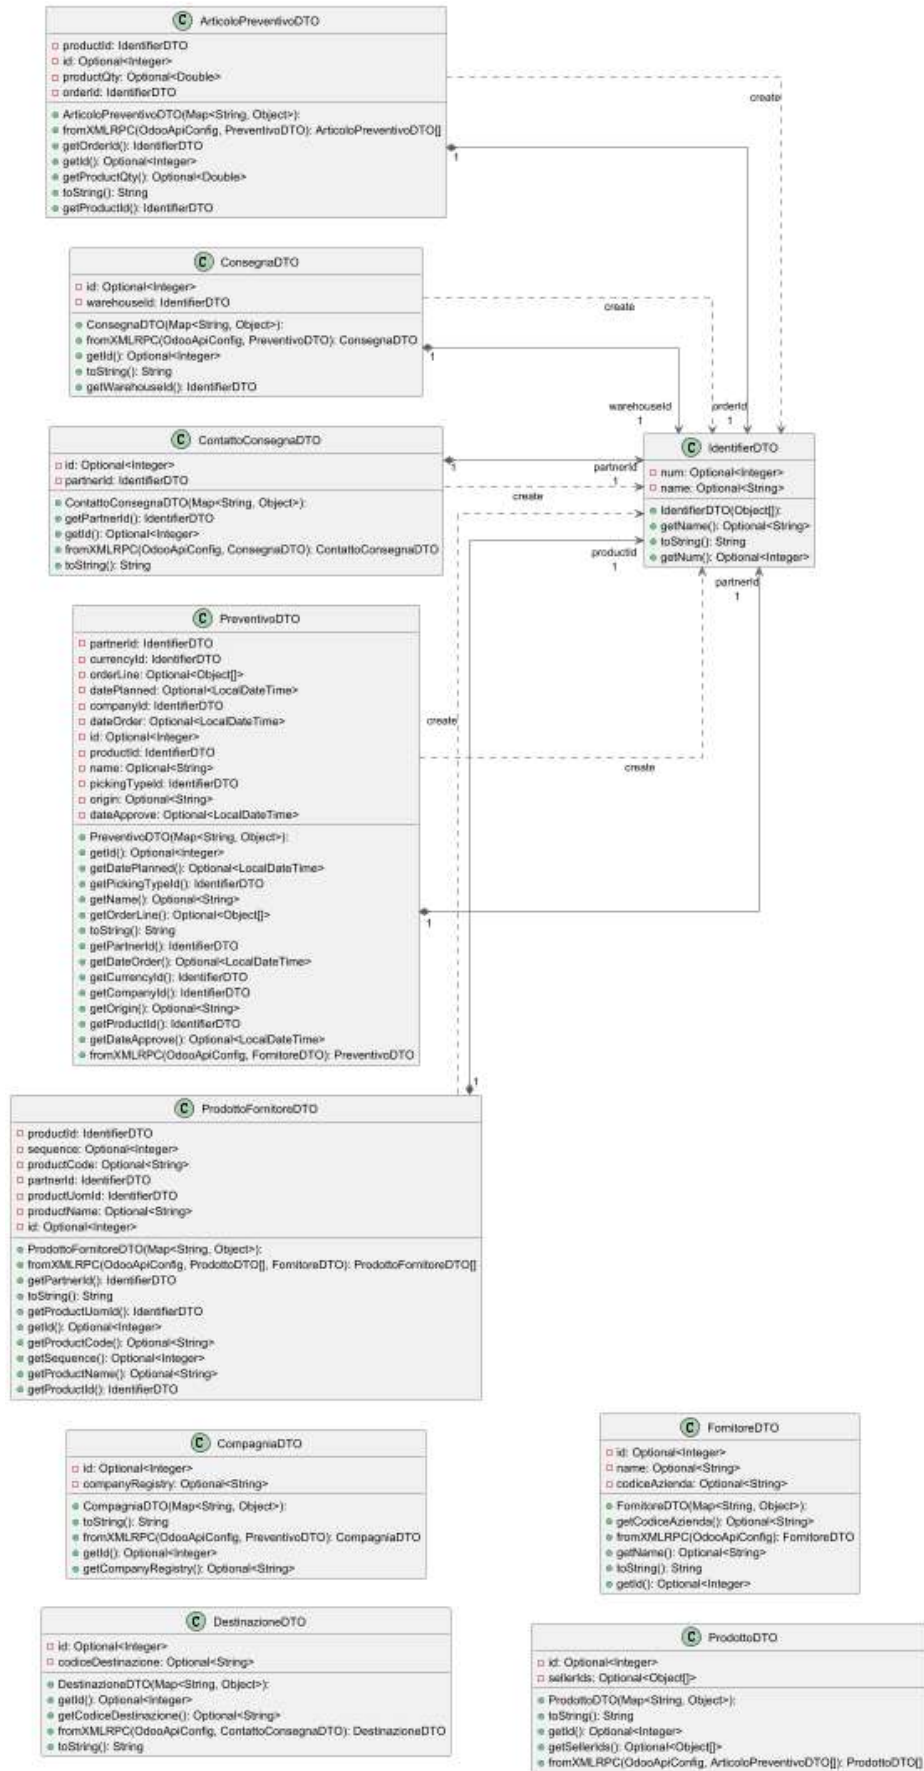 C ArticoloPreventivoDTO
productId: IdentifierDTO
id: Optional<Integer>
productQty: Optional<Double>
orderId: IdentifierDTO
ArticoloPreventivoDTO(Map<String, Object>):
fromXMLRPC(OdooApiConfig, PreventivoDTO): ArticoloPreventivoDTO[]
getOrderId(): IdentifierDTO
getId(): Optional<Integer>
getProductQty(): Optional<Double>
toString(): String
getProductId(): IdentifierDTO
create
1
C ConsegnaDTO
id: Optional<Integer>
warehouseId: IdentifierDTO
ConsegnaDTO(Map<String, Object>):
fromXMLRPC(OdooApiConfig, PreventivoDTO): ConsegnaDTO
getId(): Optional<Integer>
toString(): String
getWarehouseId(): IdentifierDTO
create
1
warehouseId
1
orderId
1
C ContattoConsegnaDTO
id: Optional<Integer>
partnerId: IdentifierDTO
ContattoConsegnaDTO(Map<String, Object>):
getPartnerId(): IdentifierDTO
getId(): Optional<Integer>
fromXMLRPC(OdooApiConfig, ConsegnaDTO): ContattoConsegnaDTO
toString(): String
1
partnerId
1
create
C IdentifierDTO
num: Optional<Integer>
name: Optional<String>
IdentifierDTO(Object[]):
getName(): Optional<String>
toString(): String
getNum(): Optional<Integer>
productId
1
partnerId
1
C PreventivoDTO
partnerId: IdentifierDTO
currencyId: IdentifierDTO
orderLine: Optional<Object[]>
datePlanned: Optional<LocalDateTime>
companyId: IdentifierDTO
dateOrder: Optional<LocalDateTime>
id: Optional<Integer>
productId: IdentifierDTO
name: Optional<String>
pickingTypeId: IdentifierDTO
origin: Optional<String>
dateApprove: Optional<LocalDateTime>
PreventivoDTO(Map<String, Object>):
getId(): Optional<Integer>
getDatePlanned(): Optional<LocalDateTime>
getPickingTypeId(): IdentifierDTO
getName(): Optional<String>
getOrderLine(): Optional<Object[]>
toString(): String
getPartnerId(): IdentifierDTO
getDateOrder(): Optional<LocalDateTime>
getCurrencyId(): IdentifierDTO
getCompanyId(): IdentifierDTO
getOrigin(): Optional<String>
getProductId(): IdentifierDTO
getDateApprove(): Optional<LocalDateTime>
fromXMLRPC(OdooApiConfig, FornitoreDTO): PreventivoDTO
create
create
1
1
C ProdottoFornitoreDTO
productId: IdentifierDTO
sequence: Optional<Integer>
productCode: Optional<String>
partnerId: IdentifierDTO
productUomId: IdentifierDTO
productName: Optional<String>
id: Optional<Integer>
ProdottoFornitoreDTO(Map<String, Object>):
fromXMLRPC(OdooApiConfig, ProdottoDTO[], FornitoreDTO): ProdottoFornitoreDTO[]
getPartnerId(): IdentifierDTO
toString(): String
getProductUomId(): IdentifierDTO
getId(): Optional<Integer>
getProductCode(): Optional<String>
getSequence(): Optional<Integer>
getProductName(): Optional<String>
getProductId(): IdentifierDTO
C CompagniaDTO
id: Optional<Integer>
companyRegistry: Optional<String>
CompagniaDTO(Map<String, Object>):
toString(): String
fromXMLRPC(OdooApiConfig, PreventivoDTO): CompagniaDTO
getId(): Optional<Integer>
getCompanyRegistry(): Optional<String>
C FornitoreDTO
id: Optional<Integer>
name: Optional<String>
codiceAzienda: Optional<String>
FornitoreDTO(Map<String, Object>):
getCodiceAzienda(): Optional<String>
fromXMLRPC(OdooApiConfig): FornitoreDTO
getName(): Optional<String>
toString(): String
getId(): Optional<Integer>
C DestinazioneDTO
id: Optional<Integer>
codiceDestinazione: Optional<String>
DestinazioneDTO(Map<String, Object>):
getId(): Optional<Integer>
getCodiceDestinazione(): Optional<String>
fromXMLRPC(OdooApiConfig, ContattoConsegnaDTO): DestinazioneDTO
toString(): String
C ProdottoDTO
id: Optional<Integer>
sellerIds: Optional<Object[]>
ProdottoDTO(Map<String, Object>):
toString(): String
getId(): Optional<Integer>
getSellerIds(): Optional<Object[]>
fromXMLRPC(OdooApiConfig, ArticoloPreventivoDTO[]): ProdottoDTO[]